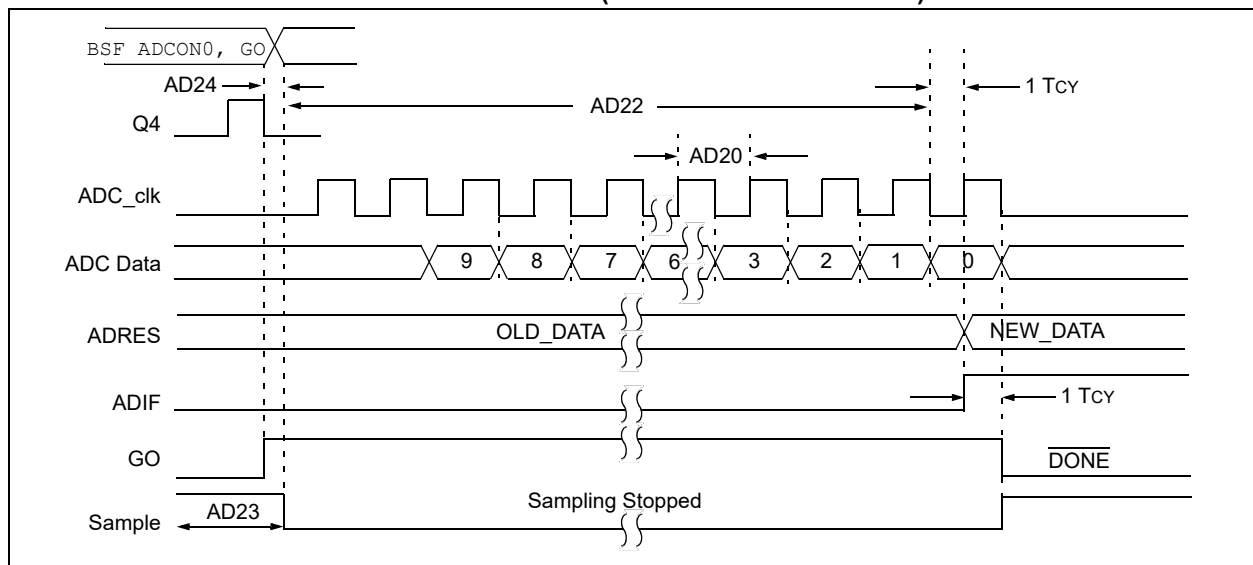 BSF ADCON0, GO
AD24
1 TCY
AD22
Q4
AD20
ADC_clk
ADC Data 9 8 7 6 3 2 1 0
ADRES OLD_DATA NEW_DATA
ADIF 1 TCY
GO DONE
Sample AD23 Sampling Stopped